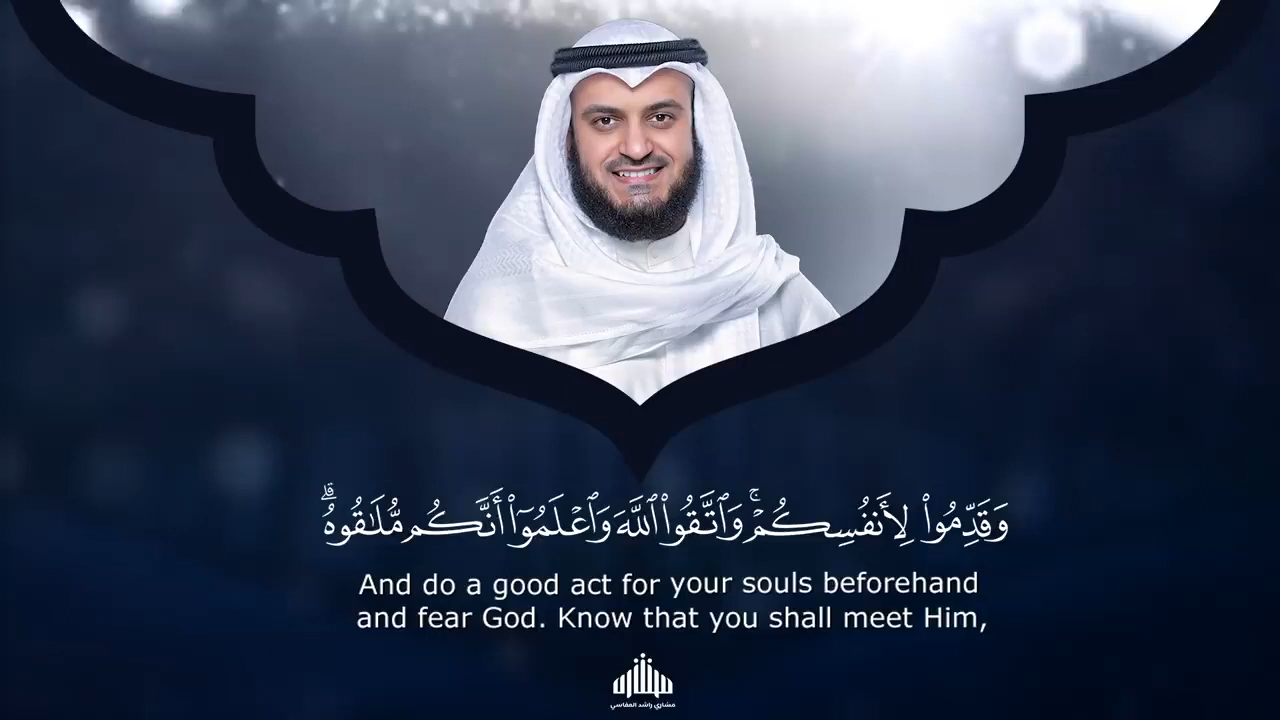 وَقَدِّمُوا۟ لِأَنفُسِكُمْ ۚ وَٱتَّقُوا۟ ٱللَّهَ وَٱعْلَمُوٓا۟ أَنَّكُم مُّلَـٰقُوهُ ۗ
And do a good act for your souls beforehand
and fear God. Know that you shall meet Him,
مشاري راشد العفاسي